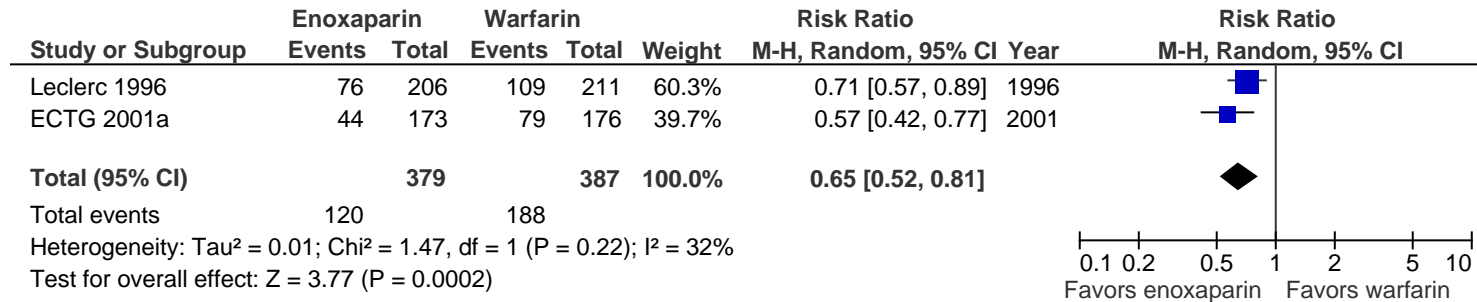 Enoxaparin Warfarin Risk Ratio Risk Ratio
Study or Subgroup Events Total Events Total Weight M-H, Random, 95% CI Year M-H, Random, 95% CI
Leclerc 1996 76 206 109 211 60.3% 0.71 [0.57, 0.89] 1996
ECTG 2001a 44 173 79 176 39.7% 0.57 [0.42, 0.77] 2001
Total (95% CI) 379 387 100.0% 0.65 [0.52, 0.81]
Total events 120 188
Heterogeneity: Tau² = 0.01; Chi² = 1.47, df = 1 (P = 0.22); I² = 32%
Test for overall effect: Z = 3.77 (P = 0.0002)
0.1 0.2 0.5 1 2 5 10
Favors enoxaparin Favors warfarin